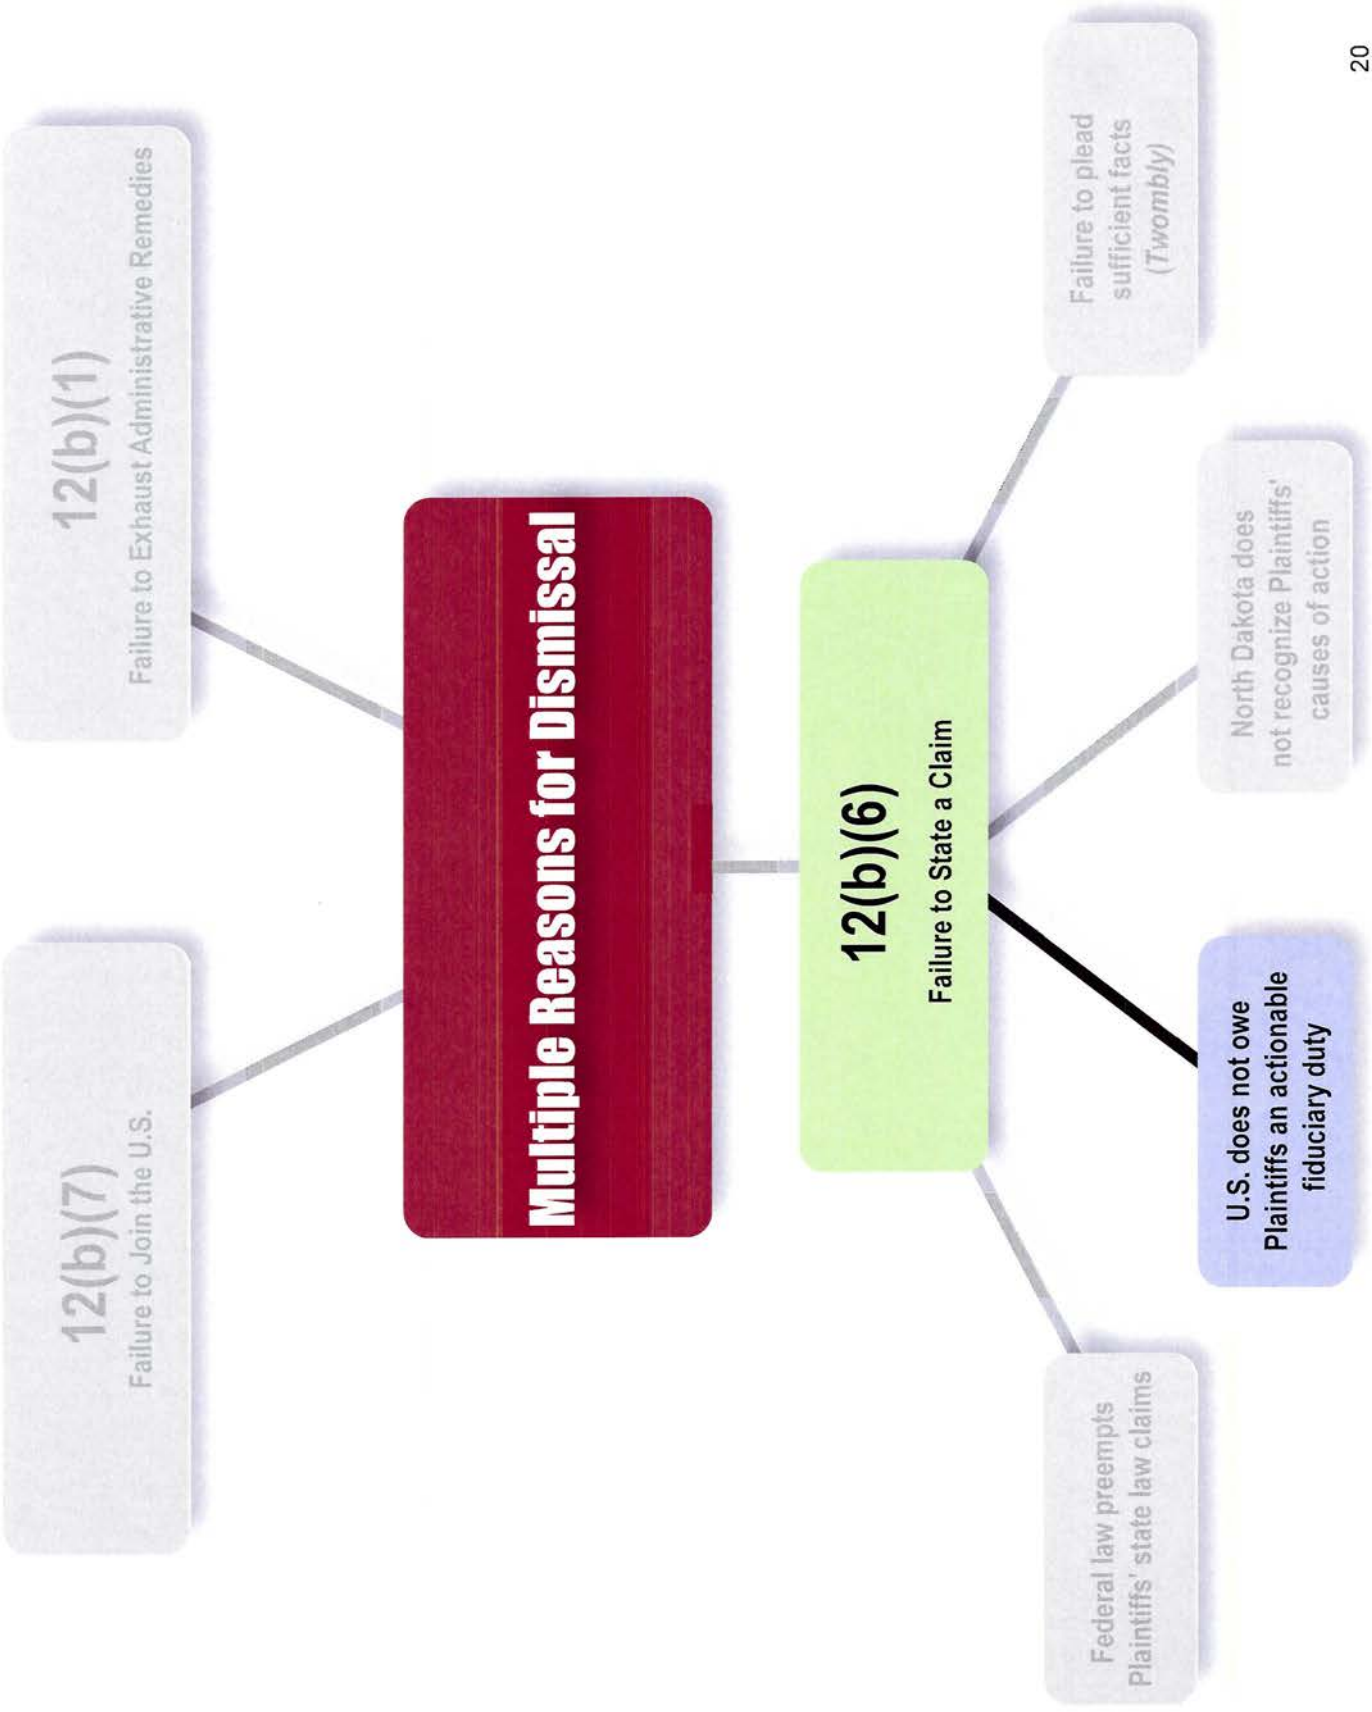 12(b)(7)
Failure to Join the U.S.
12(b)(1)
Failure to Exhaust Administrative Remedies
Multiple Reasons for Dismissal
12(b)(6)
Failure to State a Claim
Federal law preempts
Plaintiffs' state law claims
U.S. does not owe
Plaintiffs an actionable
fiduciary duty
North Dakota does
not recognize Plaintiffs'
causes of action
Failure to plead
sufficient facts
(Twombly)
20